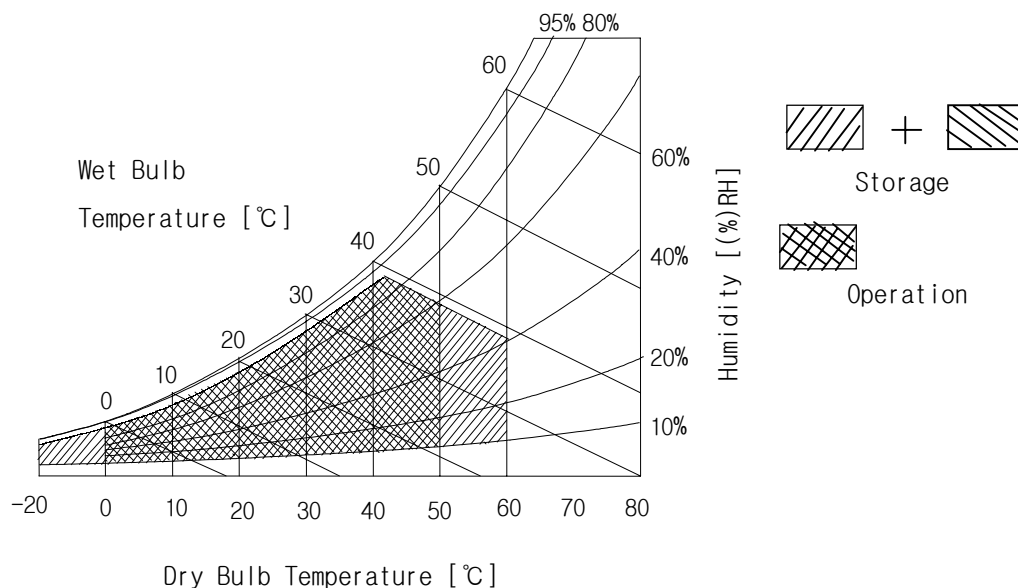 95% 80%
60
60%
50
Wet Bulb
Temperature [℃]
40
40%
30
20
20%
10
0
10%
Humidity [(%)RH]
-20 0 10 20 30 40 50 60 70 80
Dry Bulb Temperature [℃]
+
Storage
Operation